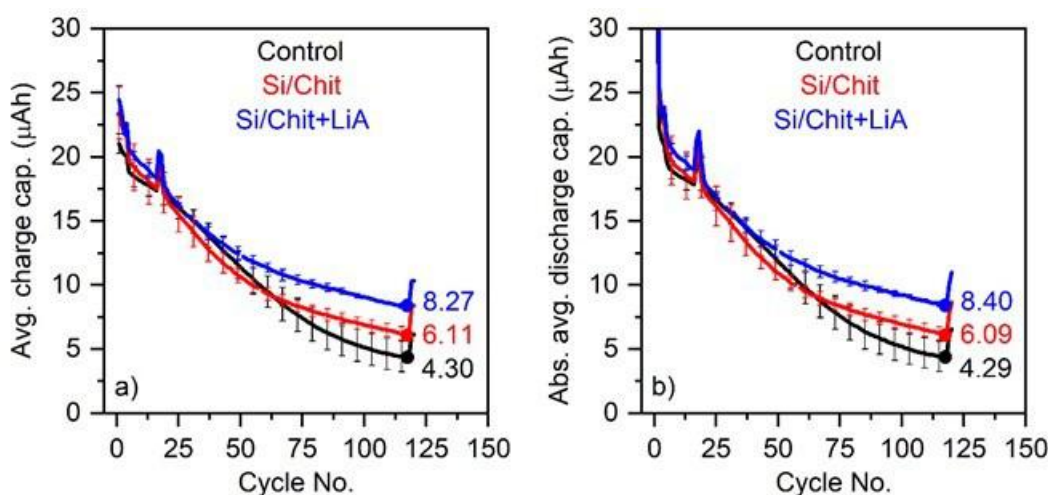 Avg. charge cap. (μAh)
30
25
20
15
10
5
0
Control
Si/Chit
Si/Chit+LiA
8.27
6.11
4.30
a)
0 25 50 75 100 125 150
Cycle No.
Abs. avg. discharge cap. (μAh)
30
25
20
15
10
5
0
Control
Si/Chit
Si/Chit+LiA
8.40
6.09
4.29
b)
0 25 50 75 100 125 150
Cycle No.